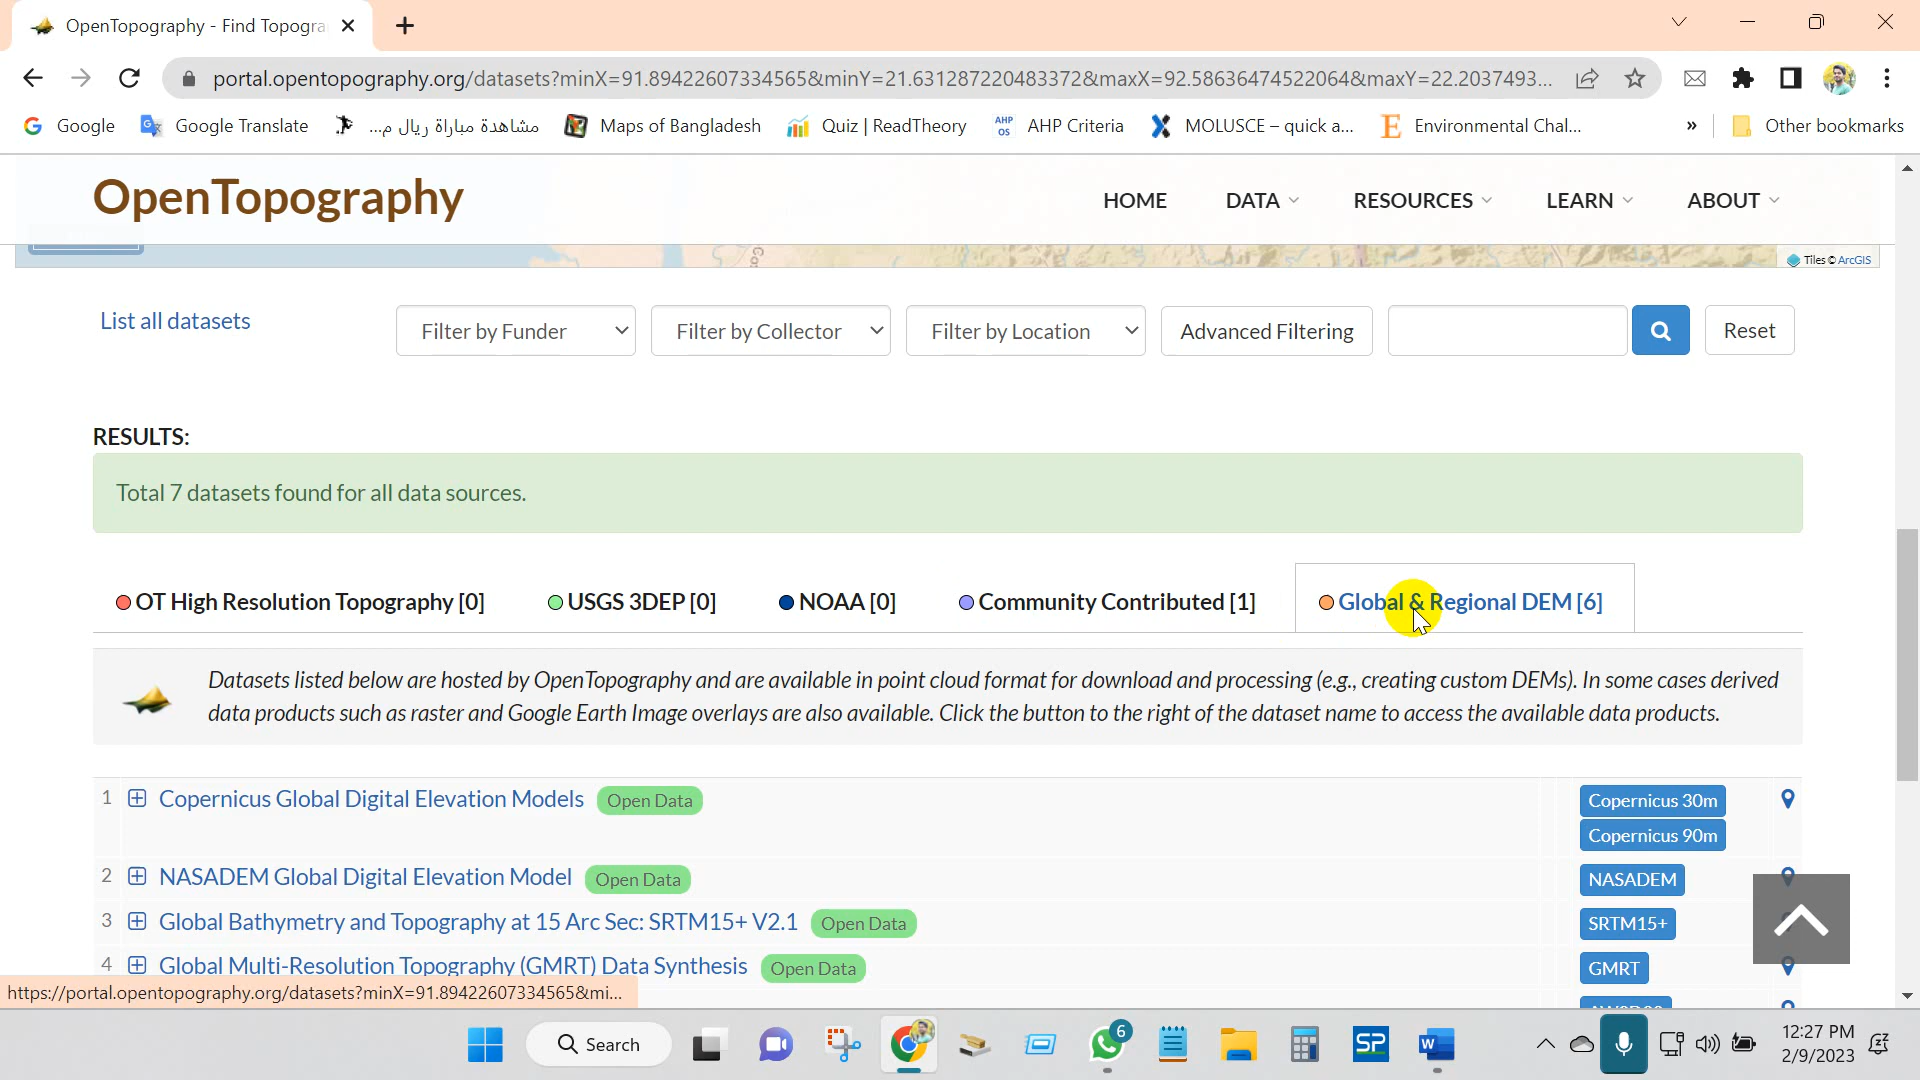 OpenTopography - Find Topogra
portal.opentopography.org/datasets?minX=91.89422607334565&minY=21.631287220483372&maxX=92.58636474522064&maxY=22.2037493...
Google
Google Translate
مشاهدة مباراة ريال م...
Maps of Bangladesh
Quiz | ReadTheory
AHP OS
AHP Criteria
MOLUSCE – quick a...
Environmental Chal...
»
Other bookmarks
OpenTopography
HOME
DATA
RESOURCES
LEARN
ABOUT
Tiles © ArcGIS
List all datasets
Filter by Funder
Filter by Collector
Filter by Location
Advanced Filtering
Reset
RESULTS:
Total 7 datasets found for all data sources.
OT High Resolution Topography [0]
USGS 3DEP [0]
NOAA [0]
Community Contributed [1]
Global & Regional DEM [6]
Datasets listed below are hosted by OpenTopography and are available in point cloud format for download and processing (e.g., creating custom DEMs). In some cases derived
data products such as raster and Google Earth Image overlays are also available. Click the button to the right of the dataset name to access the available data products.
1 Copernicus Global Digital Elevation Models Open Data
Copernicus 30m
Copernicus 90m
2 NASADEM Global Digital Elevation Model Open Data
NASADEM
3 Global Bathymetry and Topography at 15 Arc Sec: SRTM15+ V2.1 Open Data
SRTM15+
4 Global Multi-Resolution Topography (GMRT) Data Synthesis Open Data
GMRT
https://portal.opentopography.org/datasets?minX=91.89422607334565&mi...
Search
6
SP
W
12:27 PM
2/9/2023